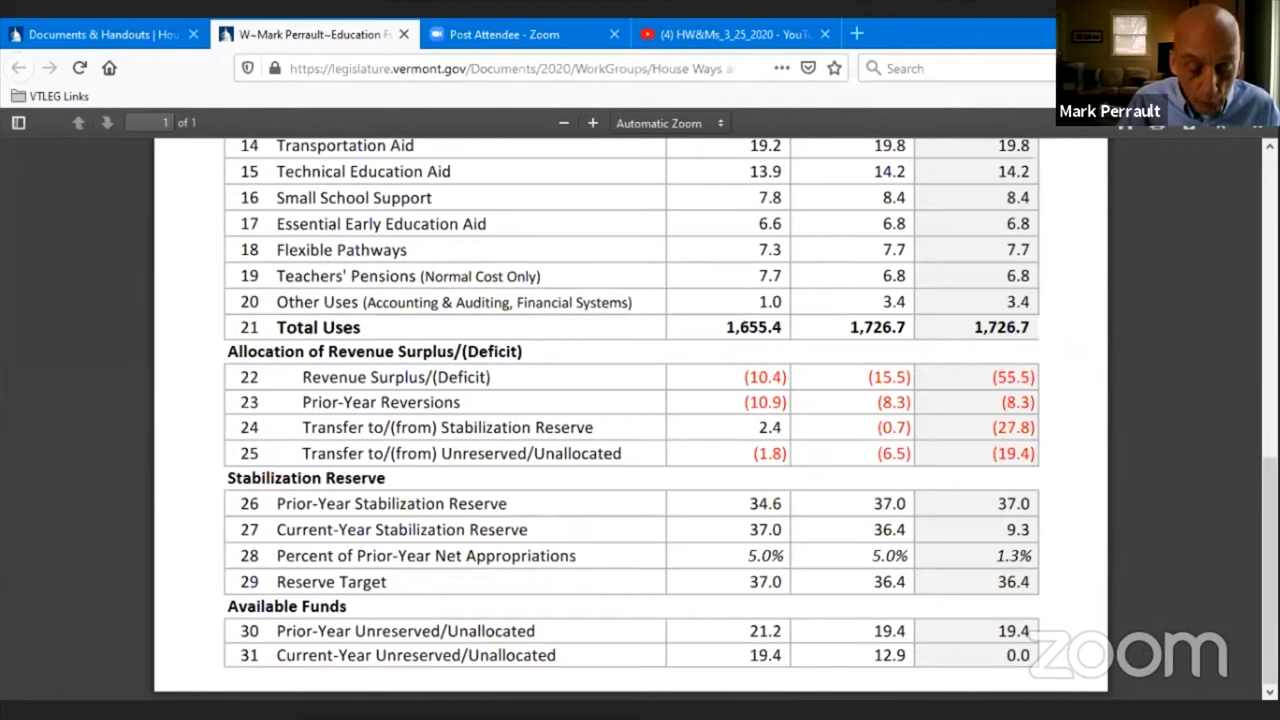 Documents & Handouts | Hou
W~Mark Perrault~Education F
Post Attendee - Zoom
(4) HW&Ms_3_25_2020 - YouTu
https://legislature.vermont.gov/Documents/2020/WorkGroups/House Ways a
Search
VTLEG Links
Mark Perrault
1 of 1
Automatic Zoom
14 Transportation Aid 19.2 19.8 19.8
15 Technical Education Aid 13.9 14.2 14.2
16 Small School Support 7.8 8.4 8.4
17 Essential Early Education Aid 6.6 6.8 6.8
18 Flexible Pathways 7.3 7.7 7.7
19 Teachers' Pensions (Normal Cost Only) 7.7 6.8 6.8
20 Other Uses (Accounting & Auditing, Financial Systems) 1.0 3.4 3.4
21 Total Uses 1,655.4 1,726.7 1,726.7
Allocation of Revenue Surplus/(Deficit)
22 Revenue Surplus/(Deficit) (10.4) (15.5) (55.5)
23 Prior-Year Reversions (10.9) (8.3) (8.3)
24 Transfer to/(from) Stabilization Reserve 2.4 (0.7) (27.8)
25 Transfer to/(from) Unreserved/Unallocated (1.8) (6.5) (19.4)
Stabilization Reserve
26 Prior-Year Stabilization Reserve 34.6 37.0 37.0
27 Current-Year Stabilization Reserve 37.0 36.4 9.3
28 Percent of Prior-Year Net Appropriations 5.0% 5.0% 1.3%
29 Reserve Target 37.0 36.4 36.4
Available Funds
30 Prior-Year Unreserved/Unallocated 21.2 19.4 19.4
31 Current-Year Unreserved/Unallocated 19.4 12.9 0.0
zoom